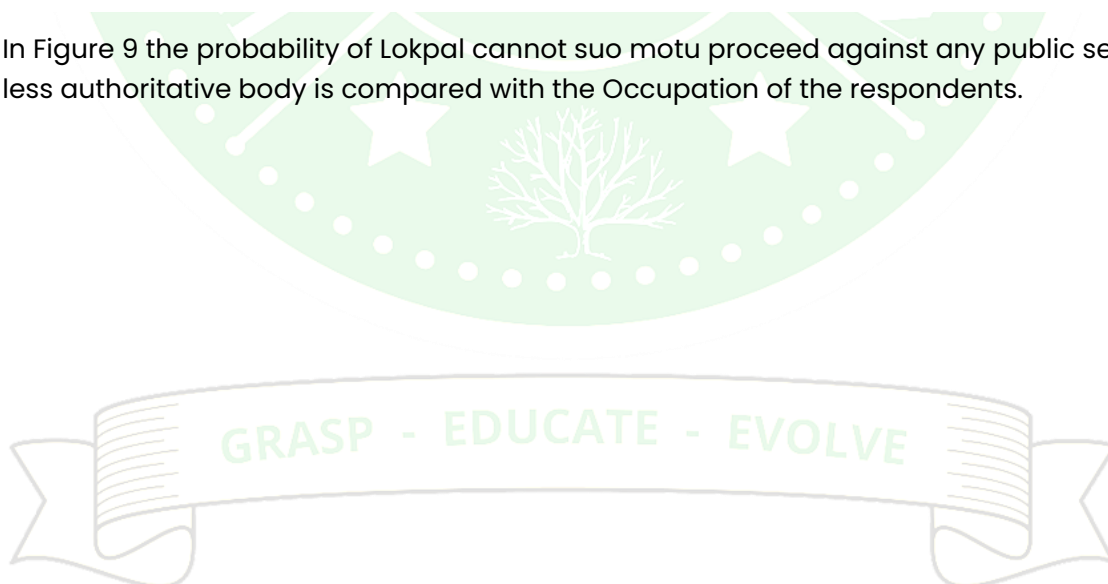 In Figure 9 the probability of Lokpal cannot suo motu proceed against any public se
less authoritative body is compared with the Occupation of the respondents.
GRASP - EDUCATE - EVOLVE